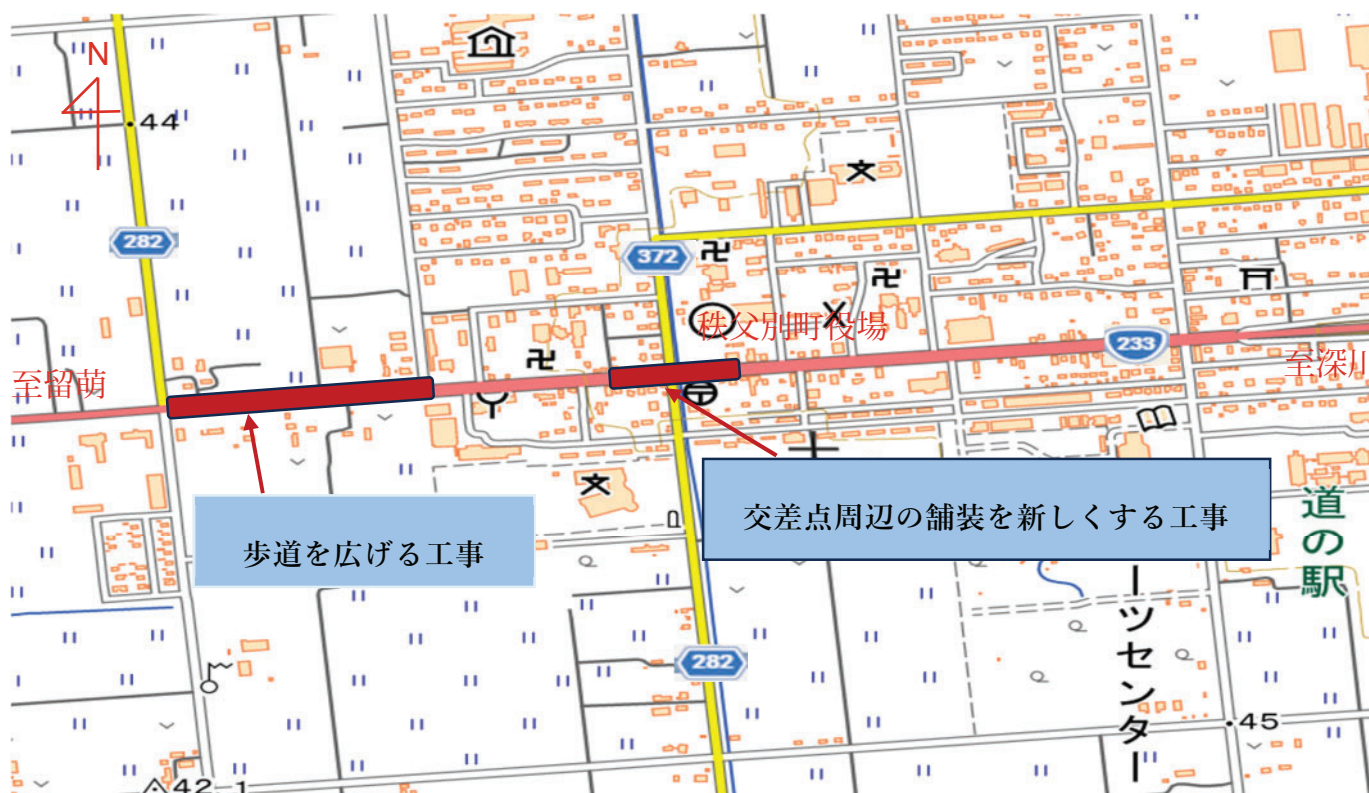 N
44
282
372
秩父別町役場
233
至留萌
至深川
歩道を広げる工事
交差点周辺の舗装を新しくする工事
道の駅
ーツセンター
282
45
42.1